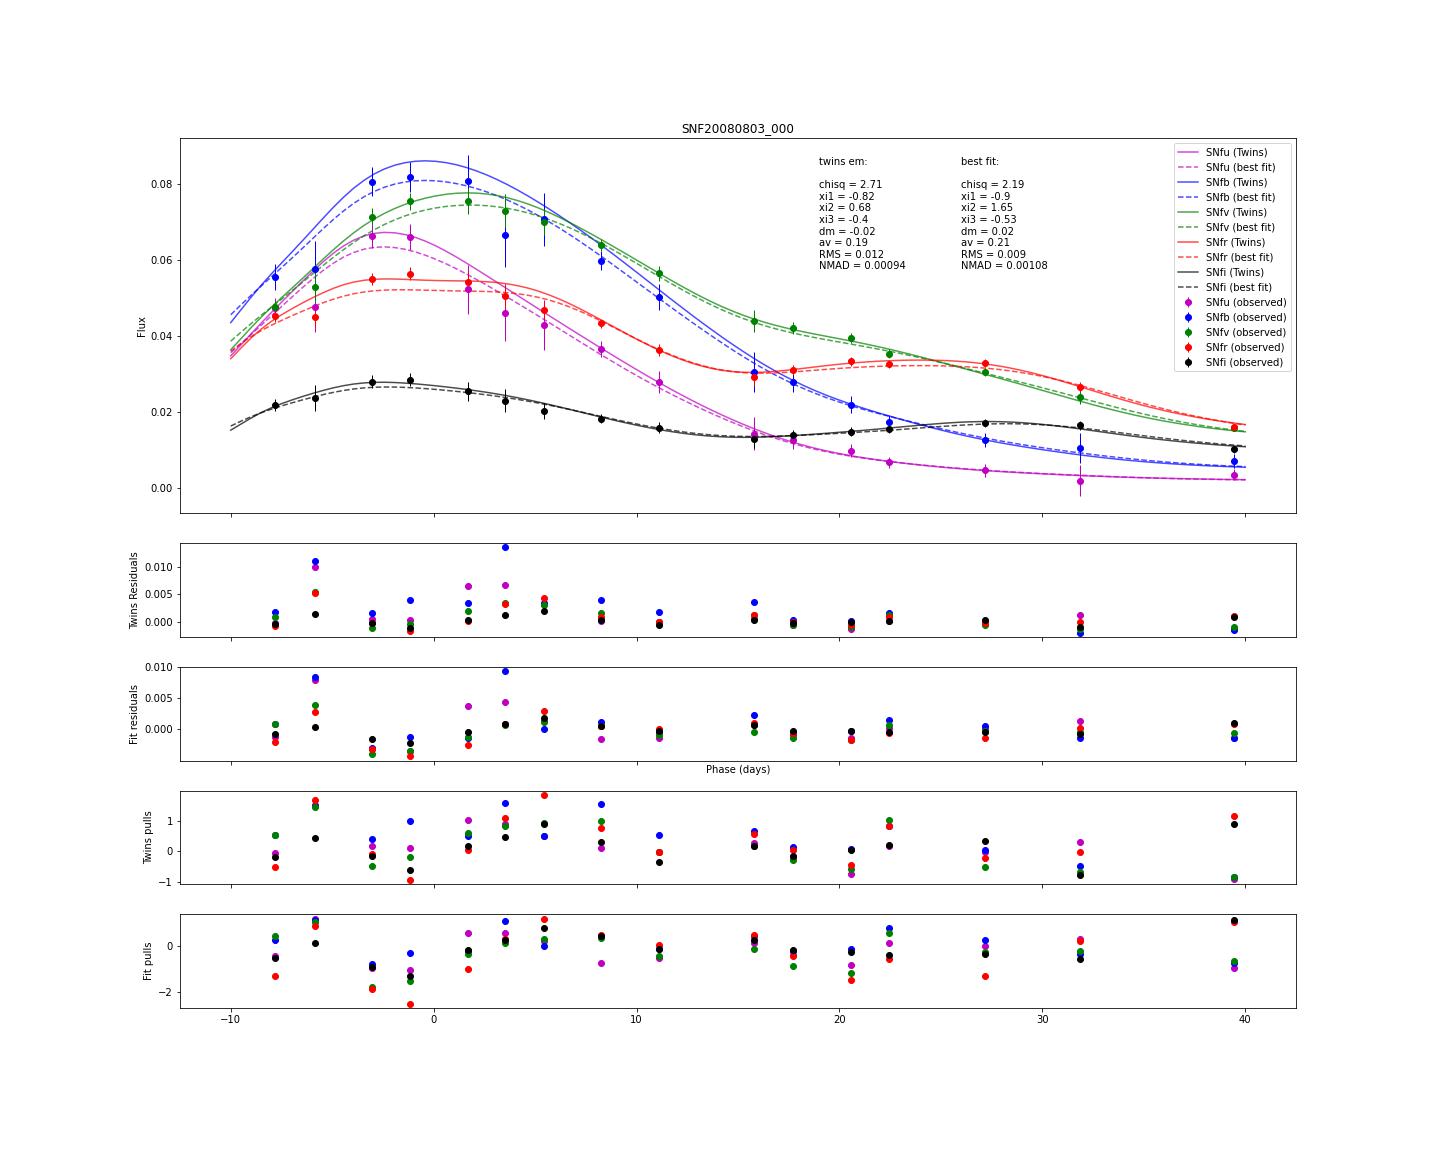 SNF20080803_000
Flux
0.08
0.06
0.04
0.02
0.00
twins em:
chisq = 2.71
xi1 = -0.82
xi2 = 0.68
xi3 = -0.4
dm = -0.02
av = 0.19
RMS = 0.012
NMAD = 0.00094
best fit:
chisq = 2.19
xi1 = -0.9
xi2 = 1.65
xi3 = -0.53
dm = 0.02
av = 0.21
RMS = 0.009
NMAD = 0.00108
SNfu (Twins)
SNfu (best fit)
SNfb (Twins)
SNfb (best fit)
SNfv (Twins)
SNfv (best fit)
SNfr (Twins)
SNfr (best fit)
SNfi (Twins)
SNfi (best fit)
SNfu (observed)
SNfb (observed)
SNfv (observed)
SNfr (observed)
SNfi (observed)
Twins Residuals
0.010
0.005
0.000
Fit residuals
0.010
0.005
0.000
Phase (days)
Twins pulls
1
0
−1
Fit pulls
0
−2
−10
0
10
20
30
40